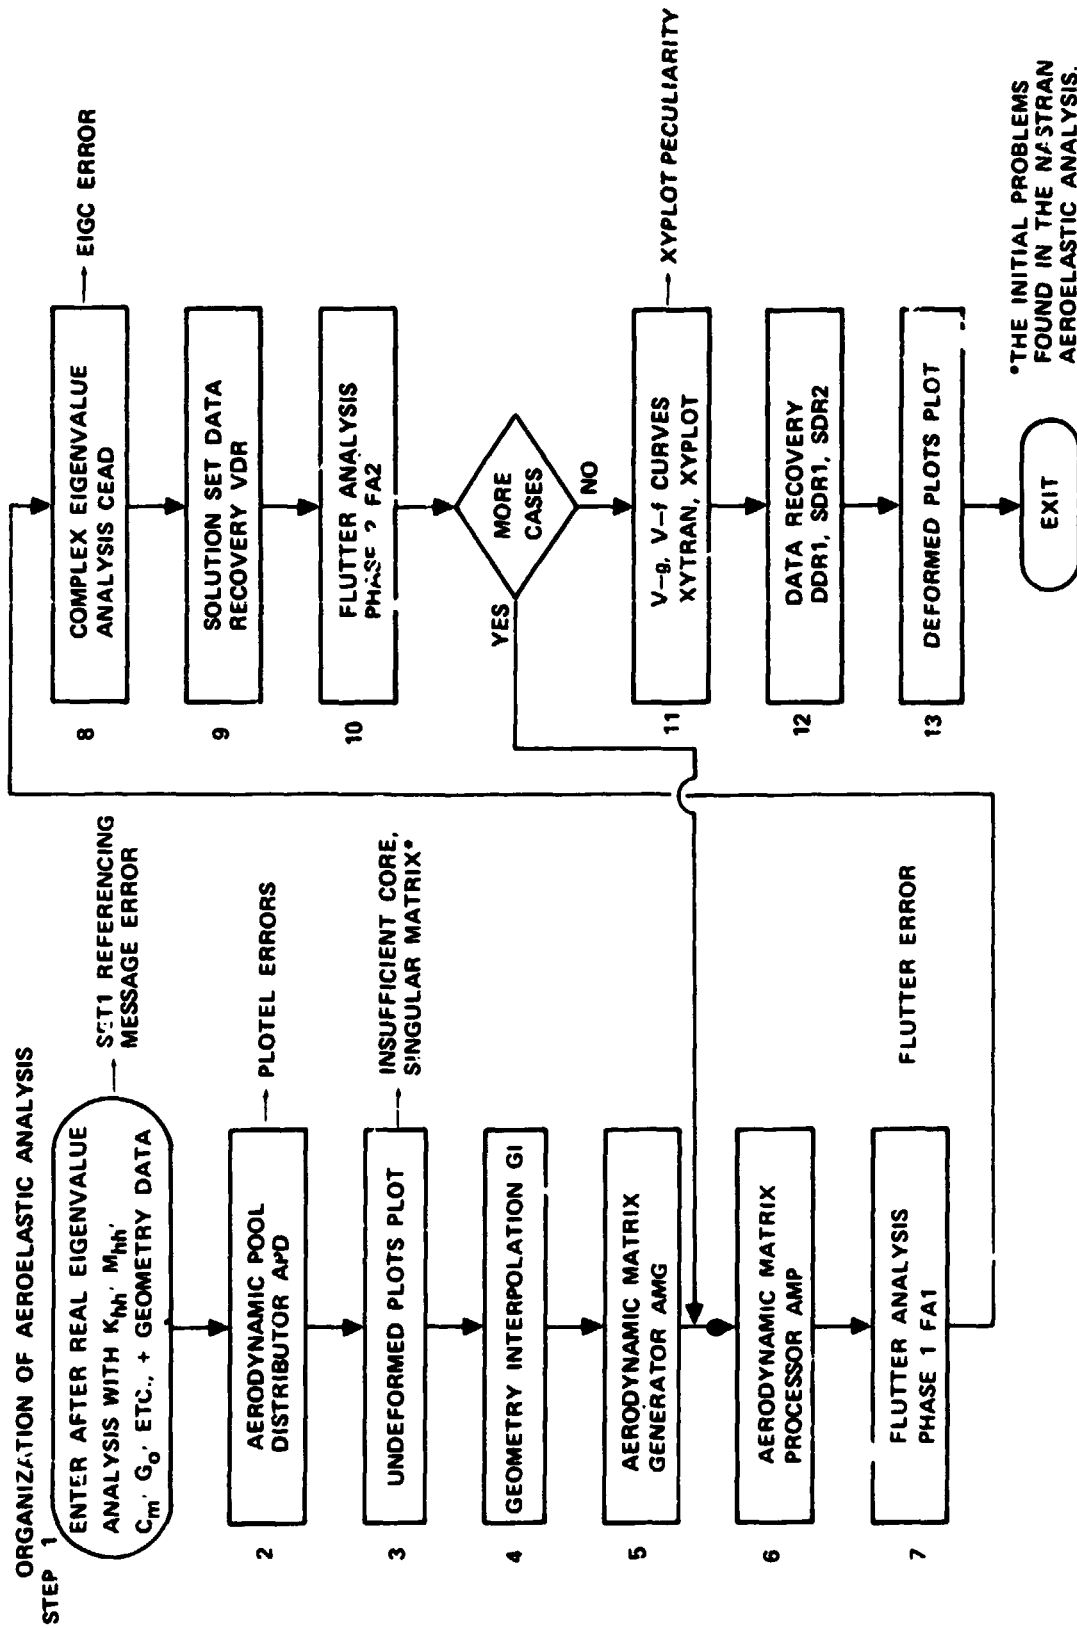 ORGANIZATION OF AEROELASTIC ANALYSIS
STEP 1
ENTER AFTER REAL EIGENVALUE
ANALYSIS WITH Khh, Mhh,
Cm, Go, ETC., + GEOMETRY DATA
SET1 REFERENCING
MESSAGE ERROR
2
AERODYNAMIC POOL
DISTRIBUTOR APD
PLOTEL ERRORS
3
UNDEFORMED PLOTS PLOT
INSUFFICIENT CORE,
SINGULAR MATRIX*
4
GEOMETRY INTERPOLATION GI
5
AERODYNAMIC MATRIX
GENERATOR AMG
6
AERODYNAMIC MATRIX
PROCESSOR AMP
7
FLUTTER ANALYSIS
PHASE 1 FA1
FLUTTER ERROR
8
COMPLEX EIGENVALUE
ANALYSIS CEAD
EIGC ERROR
9
SOLUTION SET DATA
RECOVERY VDR
10
FLUTTER ANALYSIS
PHASE 2 FA2
MORE
CASES
YES
NO
11
V-g, V-f CURVES
XYTRAN, XYPLOT
XYPLOT PECULIARITY
12
DATA RECOVERY
DDR1, SDR1, SDR2
13
DEFORMED PLOTS PLOT
EXIT
*THE INITIAL PROBLEMS
FOUND IN THE NASTRAN
AEROELASTIC ANALYSIS.